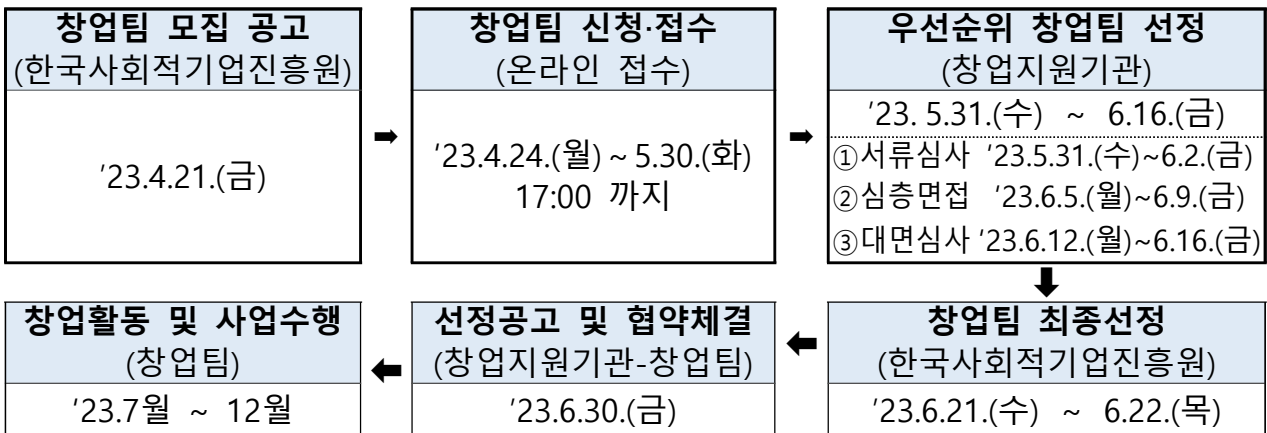 창업팀 모집 공고
(한국사회적기업진흥원)
'23.4.21.(금)
➡
창업팀 신청·접수
(온라인 접수)
'23.4.24.(월) ~ 5.30.(화)
17:00 까지
➡
우선순위 창업팀 선정
(창업지원기관)
'23. 5.31.(수) ~ 6.16.(금)
①서류심사 '23.5.31.(수)~6.2.(금)
②심층면접 '23.6.5.(월)~6.9.(금)
③대면심사 '23.6.12.(월)~6.16.(금)
⬇
창업팀 최종선정
(한국사회적기업진흥원)
'23.6.21.(수) ~ 6.22.(목)
⬅
선정공고 및 협약체결
(창업지원기관-창업팀)
'23.6.30.(금)
⬅
창업활동 및 사업수행
(창업팀)
'23.7월 ~ 12월